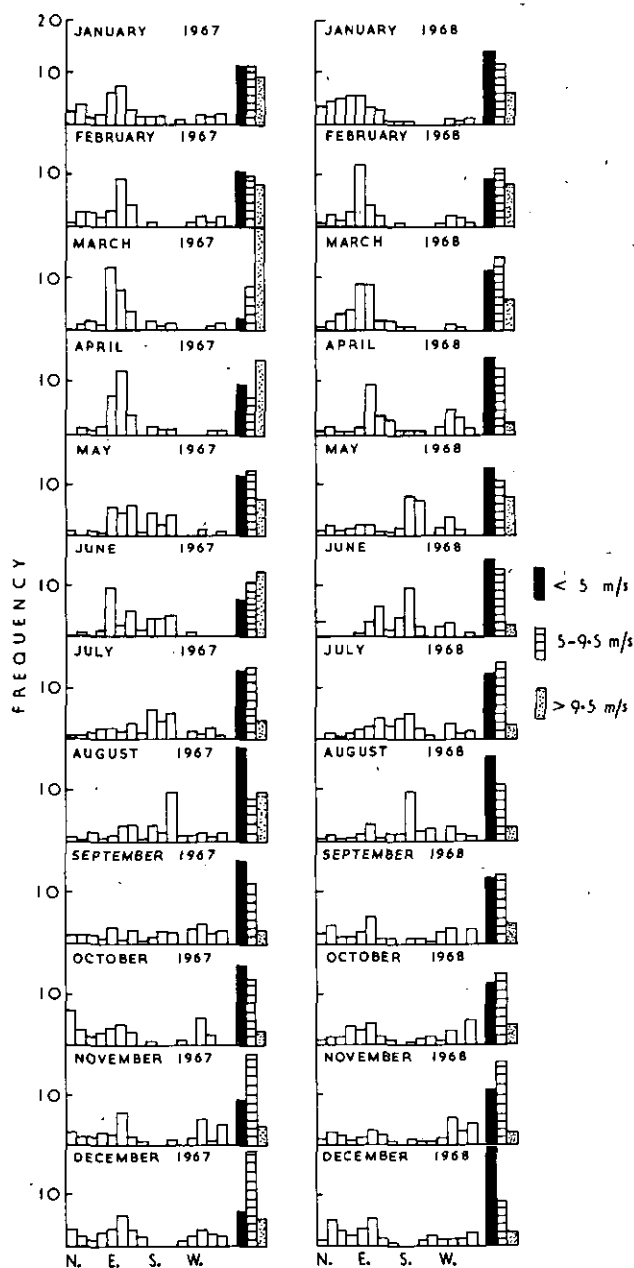 20
JANUARY 1967
JANUARY 1968
10
FEBRUARY 1967
FEBRUARY 1968
10
MARCH 1967
MARCH 1968
10
APRIL 1967
APRIL 1968
10
MAY 1967
MAY 1968
10
JUNE 1967
JUNE 1968
10
JULY 1967
JULY 1968
10
AUGUST 1967
AUGUST 1968
10
SEPTEMBER 1967
SEPTEMBER 1968
10
OCTOBER 1967
OCTOBER 1968
10
NOVEMBER 1967
NOVEMBER 1968
10
DECEMBER 1967
DECEMBER 1968
10
N. E. S. W.
N. E. S. W.
FREQUENCY
< 5 m/s
5-9·5 m/s
> 9·5 m/s